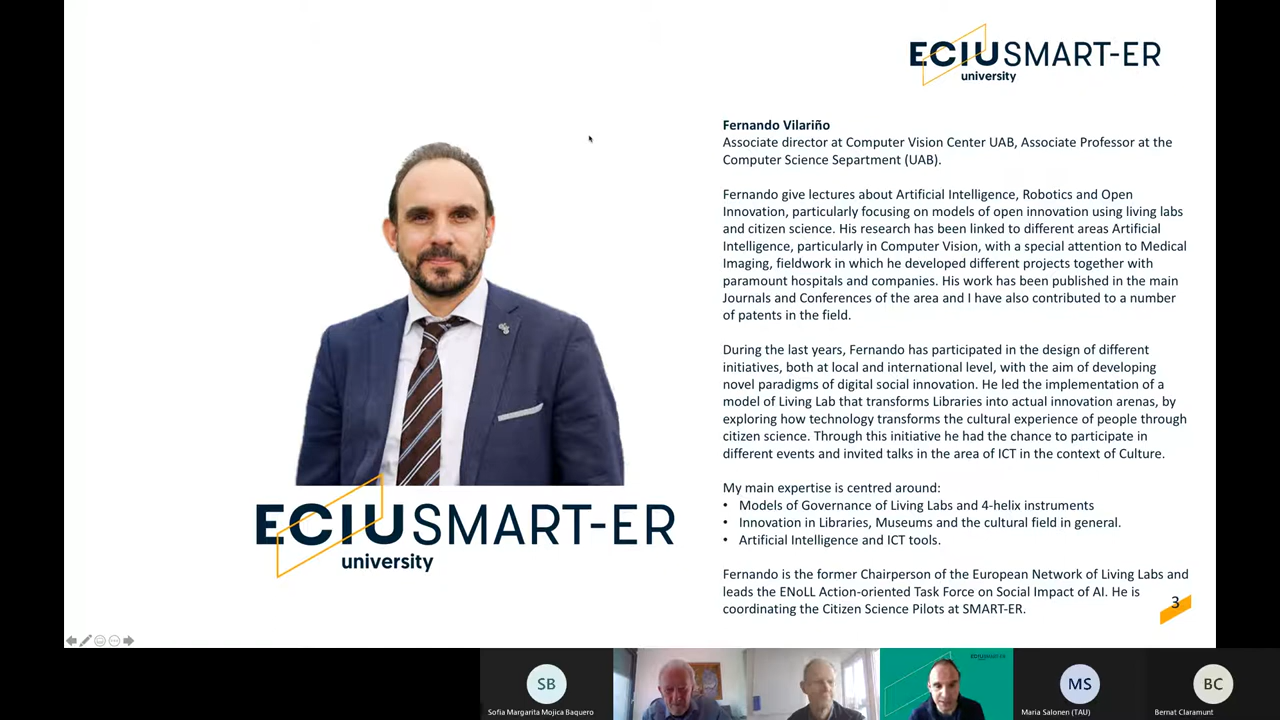 ECIU SMART-ER
university
Fernando Vilariño
Associate director at Computer Vision Center UAB, Associate Professor at the
Computer Science Separtment (UAB).
Fernando give lectures about Artificial Intelligence, Robotics and Open
Innovation, particularly focusing on models of open innovation using living labs
and citizen science. His research has been linked to different areas Artificial
Intelligence, particularly in Computer Vision, with a special attention to Medical
Imaging, fieldwork in which he developed different projects together with
paramount hospitals and companies. His work has been published in the main
Journals and Conferences of the area and I have also contributed to a number
of patents in the field.
During the last years, Fernando has participated in the design of different
initiatives, both at local and international level, with the aim of developing
novel paradigms of digital social innovation. He led the implementation of a
model of Living Lab that transforms Libraries into actual innovation arenas, by
exploring how technology transforms the cultural experience of people through
citizen science. Through this initiative he had the chance to participate in
different events and invited talks in the area of ICT in the context of Culture.
My main expertise is centred around:
• Models of Governance of Living Labs and 4-helix instruments
• Innovation in Libraries, Museums and the cultural field in general.
• Artificial Intelligence and ICT tools.
Fernando is the former Chairperson of the European Network of Living Labs and
leads the ENoLL Action-oriented Task Force on Social Impact of AI. He is
coordinating the Citizen Science Pilots at SMART-ER.
3
ECIU SMART-ER
university
SB
Sofia Margarita Mojica Baquero
ECIU SMART-ER
MS
Maria Salonen (TAU)
BC
Bernat Claramunt